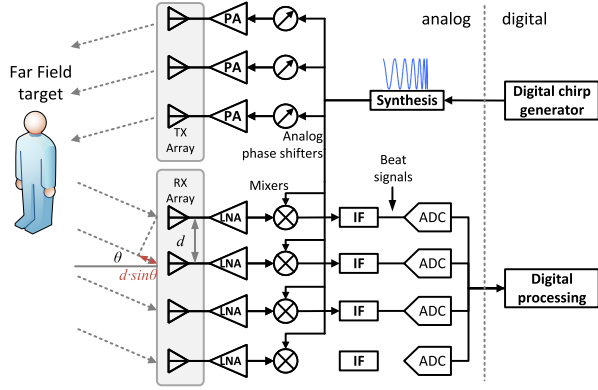 analog
digital
PA
Far Field
target
PA
Synthesis
Digital chirp
generator
PA
TX
Array
Analog
phase shifters
RX
Array
Mixers
Beat
signals
LNA
IF
ADC
d
θ
d·sinθ
LNA
IF
ADC
Digital
processing
LNA
IF
ADC
LNA
IF
ADC